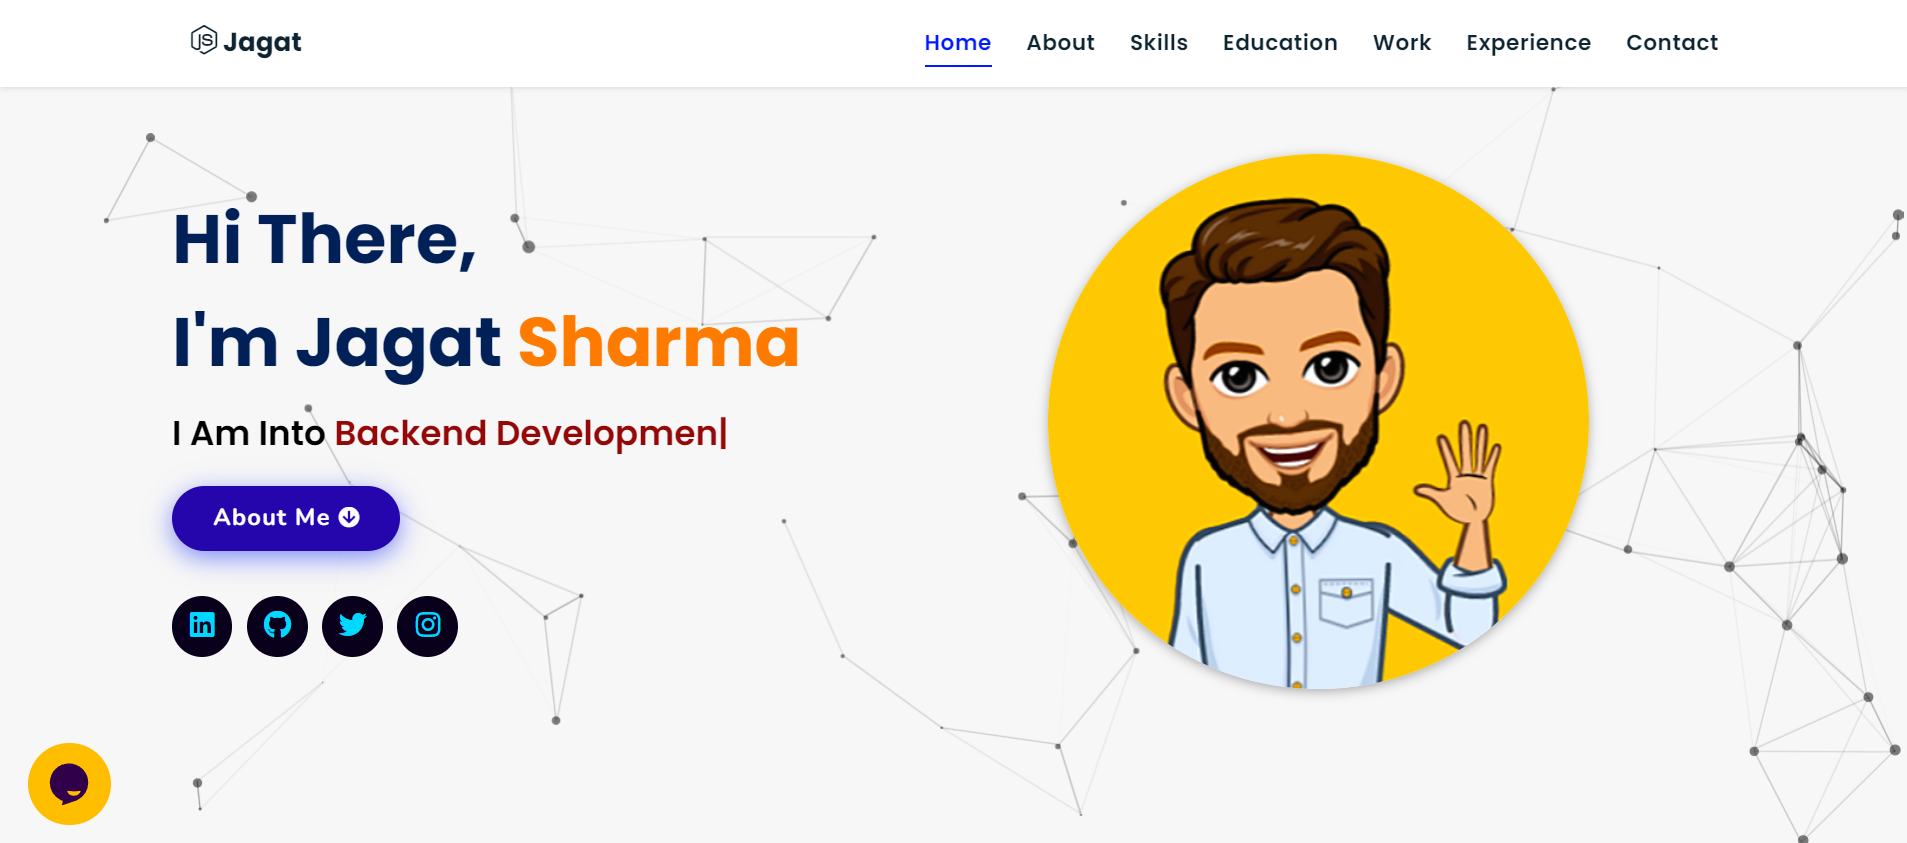 Jagat
Home About Skills Education Work Experience Contact
Hi There,
I'm Jagat Sharma
I Am Into Backend Developmen|
About Me